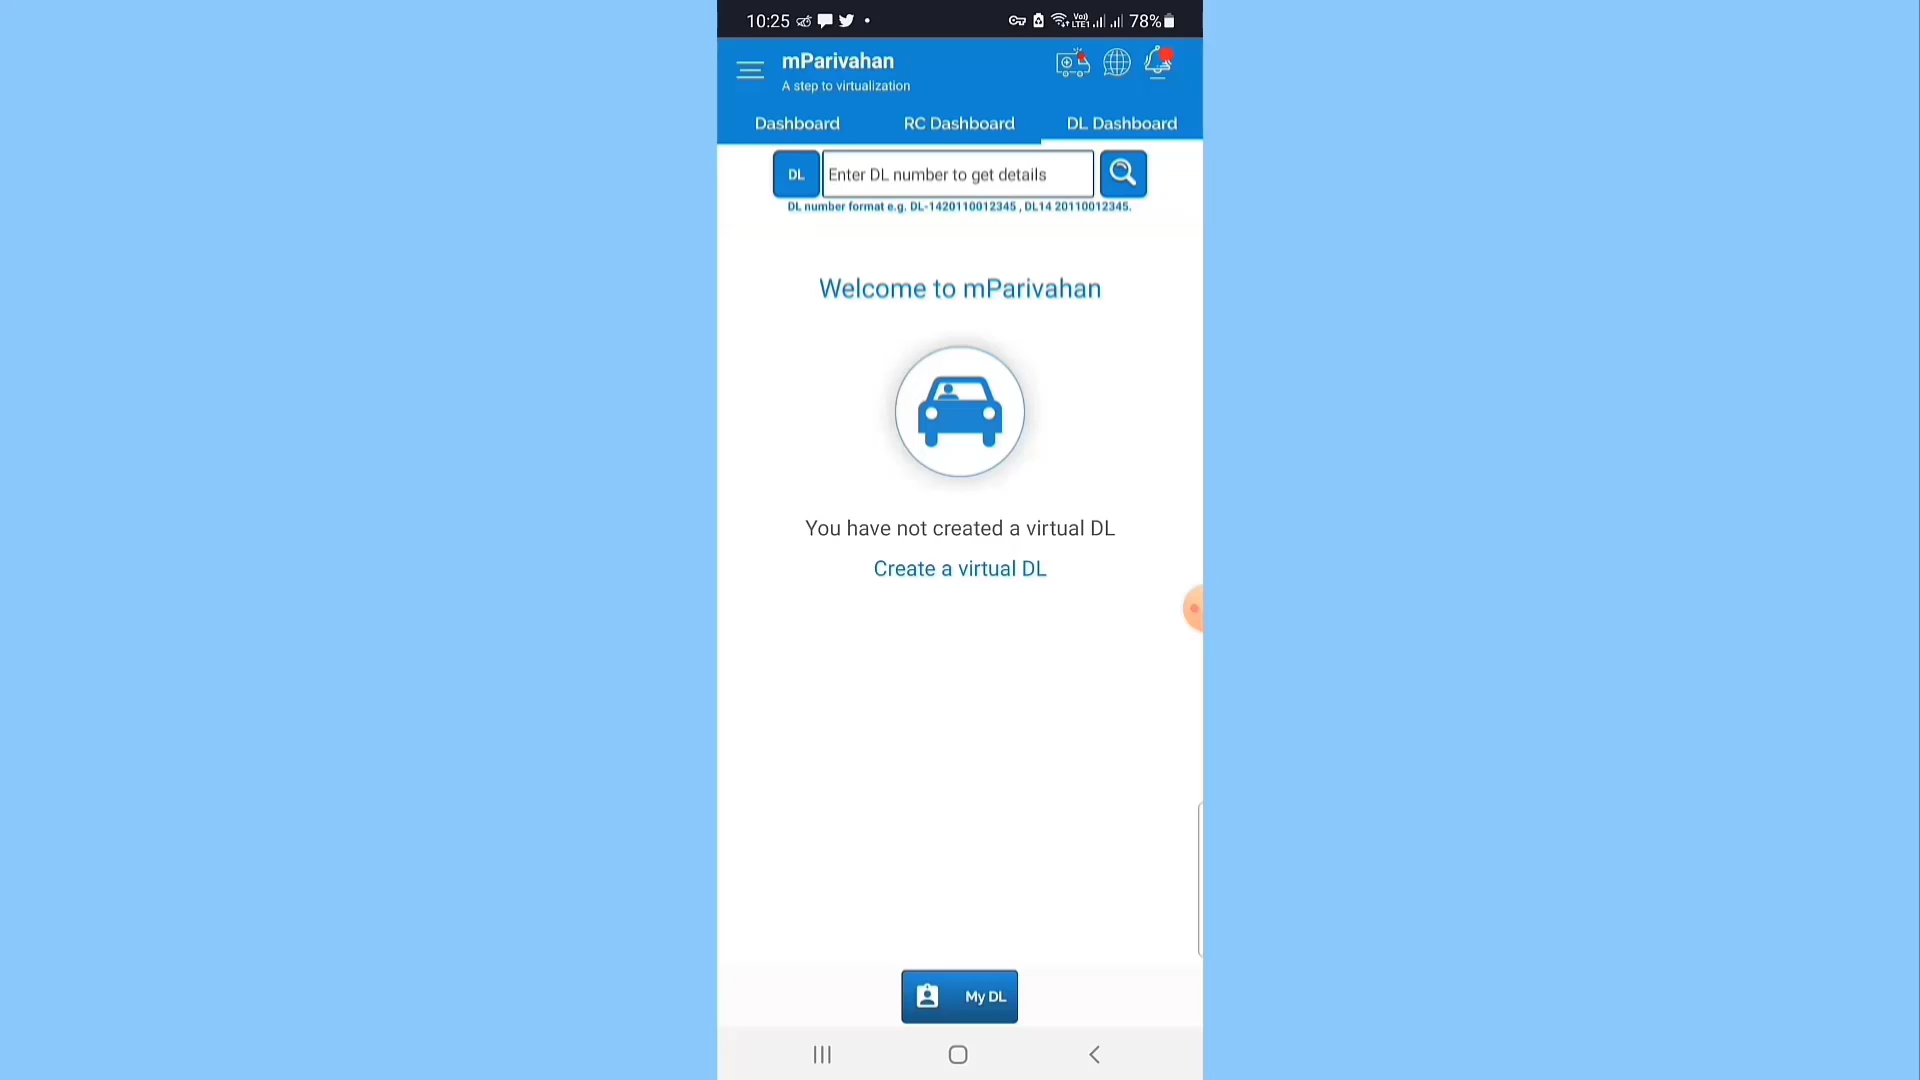 10:25 78%
mParivahan
A step to virtualization
Dashboard RC Dashboard DL Dashboard
DL Enter DL number to get details
DL number format e.g. DL-1420110012345 , DL14 20110012345.
Welcome to mParivahan
You have not created a virtual DL
Create a virtual DL
My DL